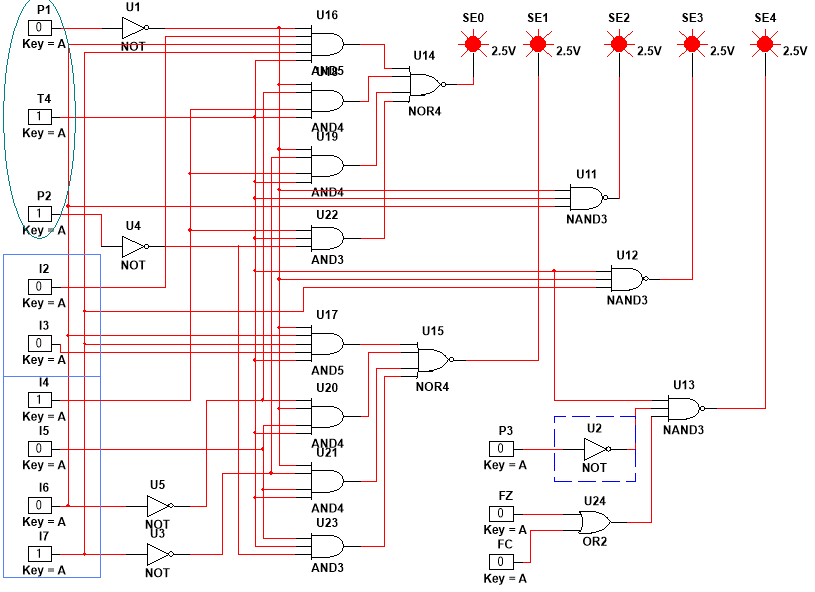 P1
0
Key = A
U1
NOT
T4
1
Key = A
P2
1
Key = A
U4
NOT
I2
0
Key = A
I3
0
Key = A
I4
1
Key = A
I5
0
Key = A
I6
0
Key = A
I7
1
Key = A
U5
NOT
U3
NOT
U16
AND5
AND4
U19
AND4
U22
AND3
U14
NOR4
U17
AND5
U20
AND4
U21
AND4
U23
AND3
U15
NOR4
SE0
2.5V
SE1
2.5V
SE2
2.5V
SE3
2.5V
SE4
2.5V
U11
NAND3
U12
NAND3
U13
NAND3
P3
0
Key = A
U2
NOT
FZ
0
Key = A
FC
0
Key = A
U24
OR2